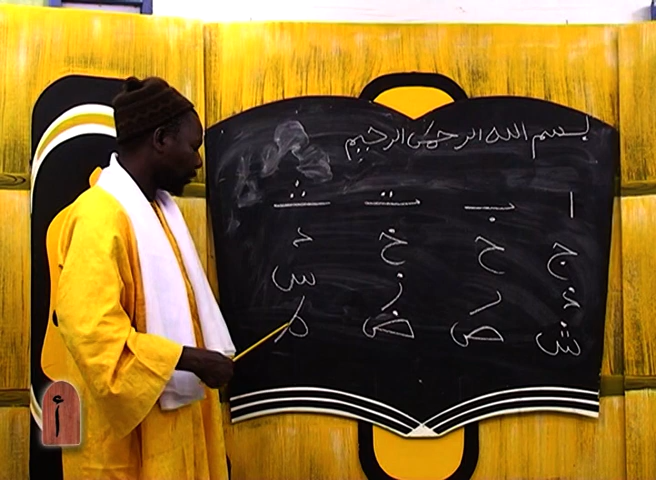 بسم الله الرحمن الرحيم
ا ب ت ث
ج ح خ د
ذ ر ز س
ش ص ض ط
أ